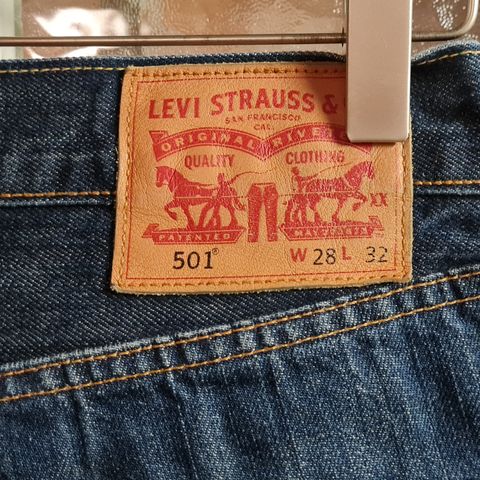 LEVI STRAUSS &
SAN FRANCISCO
CAL.
ORIGINAL
QUALITY CLOTHING
XX
PATENTED
501®
W 28 L 32